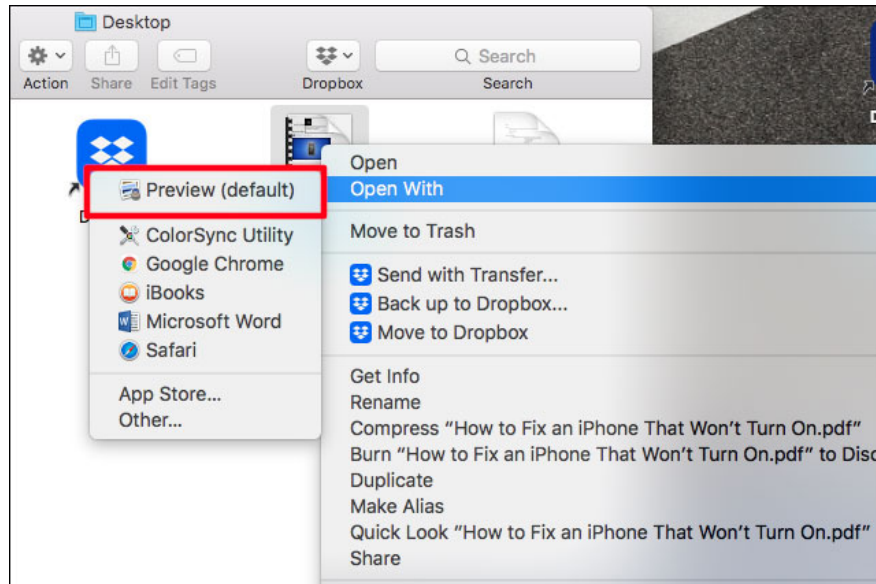 Desktop
Search
Action Share Edit Tags Dropbox Search
Open
Open With
Move to Trash
Send with Transfer...
Back up to Dropbox...
Move to Dropbox
Get Info
Rename
Compress “How to Fix an iPhone That Won’t Turn On.pdf”
Burn “How to Fix an iPhone That Won’t Turn On.pdf” to Disc
Duplicate
Make Alias
Quick Look “How to Fix an iPhone That Won’t Turn On.pdf”
Share
Preview (default)
ColorSync Utility
Google Chrome
iBooks
Microsoft Word
Safari
App Store...
Other...